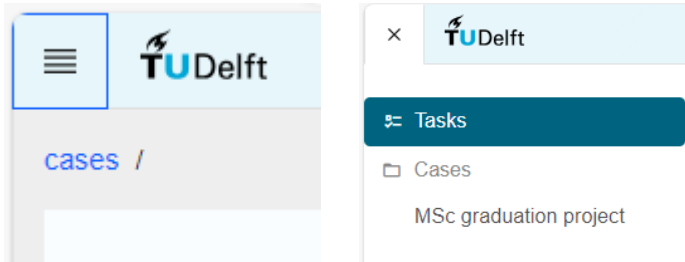 TUDelft
cases /
TUDelft
Tasks
Cases
MSc graduation project